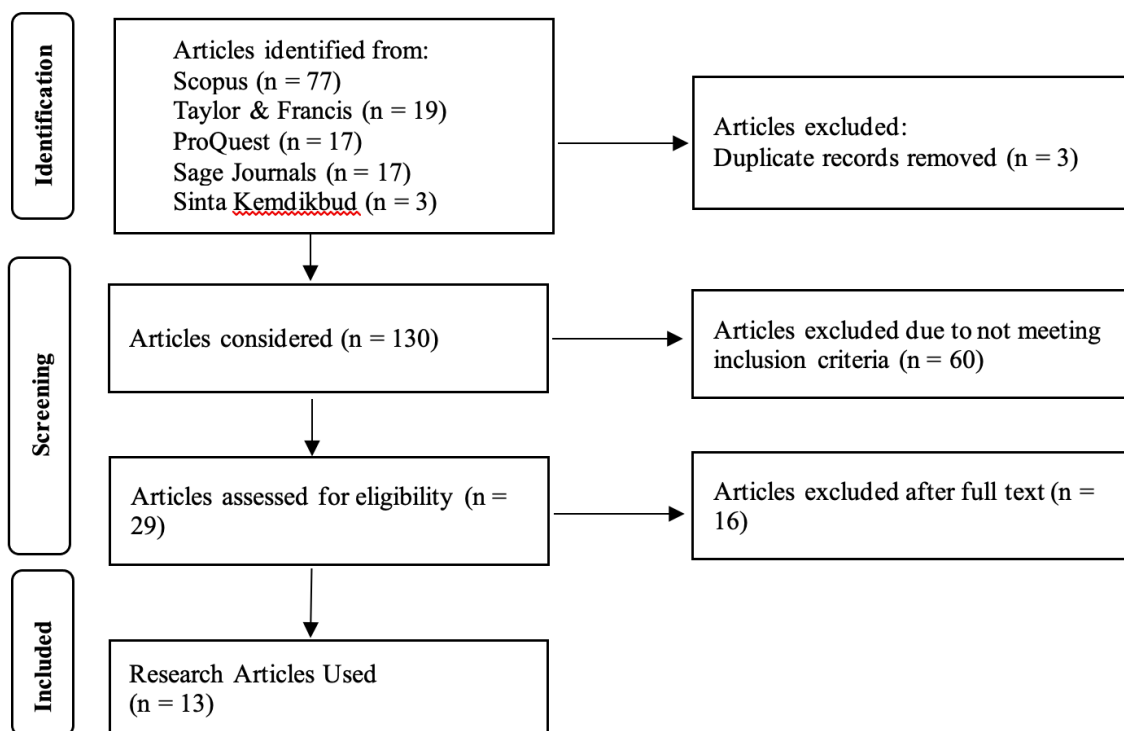 Identification
Articles identified from:
Scopus (n = 77)
Taylor & Francis (n = 19)
ProQuest (n = 17)
Sage Journals (n = 17)
Sinta Kemdikbud (n = 3)
Articles excluded:
Duplicate records removed (n = 3)
Screening
Articles considered (n = 130)
Articles excluded due to not meeting
inclusion criteria (n = 60)
Articles assessed for eligibility (n =
29)
Articles excluded after full text (n =
16)
Included
Research Articles Used
(n = 13)